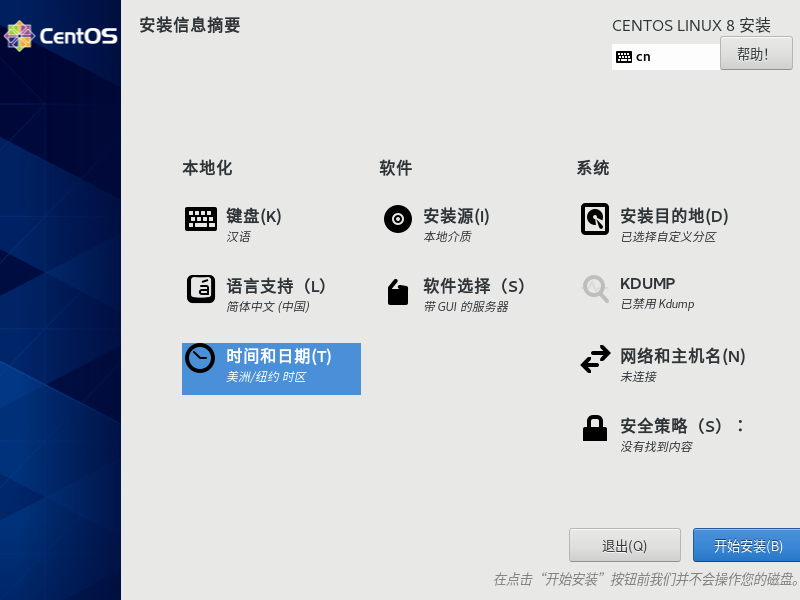 CentOS
安装信息摘要
CENTOS LINUX 8 安装
cn
帮助！
本地化
键盘(K)
汉语
语言支持（L）
简体中文 (中国)
时间和日期(T)
美洲/纽约 时区
软件
安装源(I)
本地介质
软件选择（S）
带 GUI 的服务器
系统
安装目的地(D)
已选择自定义分区
KDUMP
已禁用 Kdump
网络和主机名(N)
未连接
安全策略（S）：
没有找到内容
退出(Q)
开始安装(B)
在点击“开始安装”按钮前我们并不会操作您的磁盘。